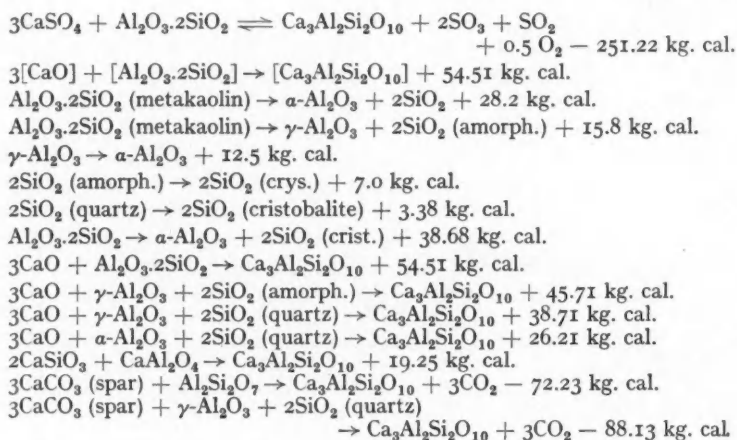 3CaSO₄ + Al₂O₃.2SiO₂ ⇌ Ca₃Al₂Si₂O₁₀ + 2SO₃ + SO₂
+ 0.5 O₂ − 251.22 kg. cal.
3[CaO] + [Al₂O₃.2SiO₂] → [Ca₃Al₂Si₂O₁₀] + 54.51 kg. cal.
Al₂O₃.2SiO₂ (metakaolin) → α-Al₂O₃ + 2SiO₂ + 28.2 kg. cal.
Al₂O₃.2SiO₂ (metakaolin) → γ-Al₂O₃ + 2SiO₂ (amorph.) + 15.8 kg. cal.
γ-Al₂O₃ → α-Al₂O₃ + 12.5 kg. cal.
2SiO₂ (amorph.) → 2SiO₂ (crys.) + 7.0 kg. cal.
2SiO₂ (quartz) → 2SiO₂ (cristobalite) + 3.38 kg. cal.
Al₂O₃.2SiO₂ → α-Al₂O₃ + 2SiO₂ (crist.) + 38.68 kg. cal.
3CaO + Al₂O₃.2SiO₂ → Ca₃Al₂Si₂O₁₀ + 54.51 kg. cal.
3CaO + γ-Al₂O₃ + 2SiO₂ (amorph.) → Ca₃Al₂Si₂O₁₀ + 45.71 kg. cal.
3CaO + γ-Al₂O₃ + 2SiO₂ (quartz) → Ca₃Al₂Si₂O₁₀ + 38.71 kg. cal.
3CaO + α-Al₂O₃ + 2SiO₂ (quartz) → Ca₃Al₂Si₂O₁₀ + 26.21 kg. cal.
2CaSiO₃ + CaAl₂O₄ → Ca₃Al₂Si₂O₁₀ + 19.25 kg. cal.
3CaCO₃ (spar) + Al₂Si₂O₇ → Ca₃Al₂Si₂O₁₀ + 3CO₂ − 72.23 kg. cal.
3CaCO₃ (spar) + γ-Al₂O₃ + 2SiO₂ (quartz)
→ Ca₃Al₂Si₂O₁₀ + 3CO₂ − 88.13 kg. cal.